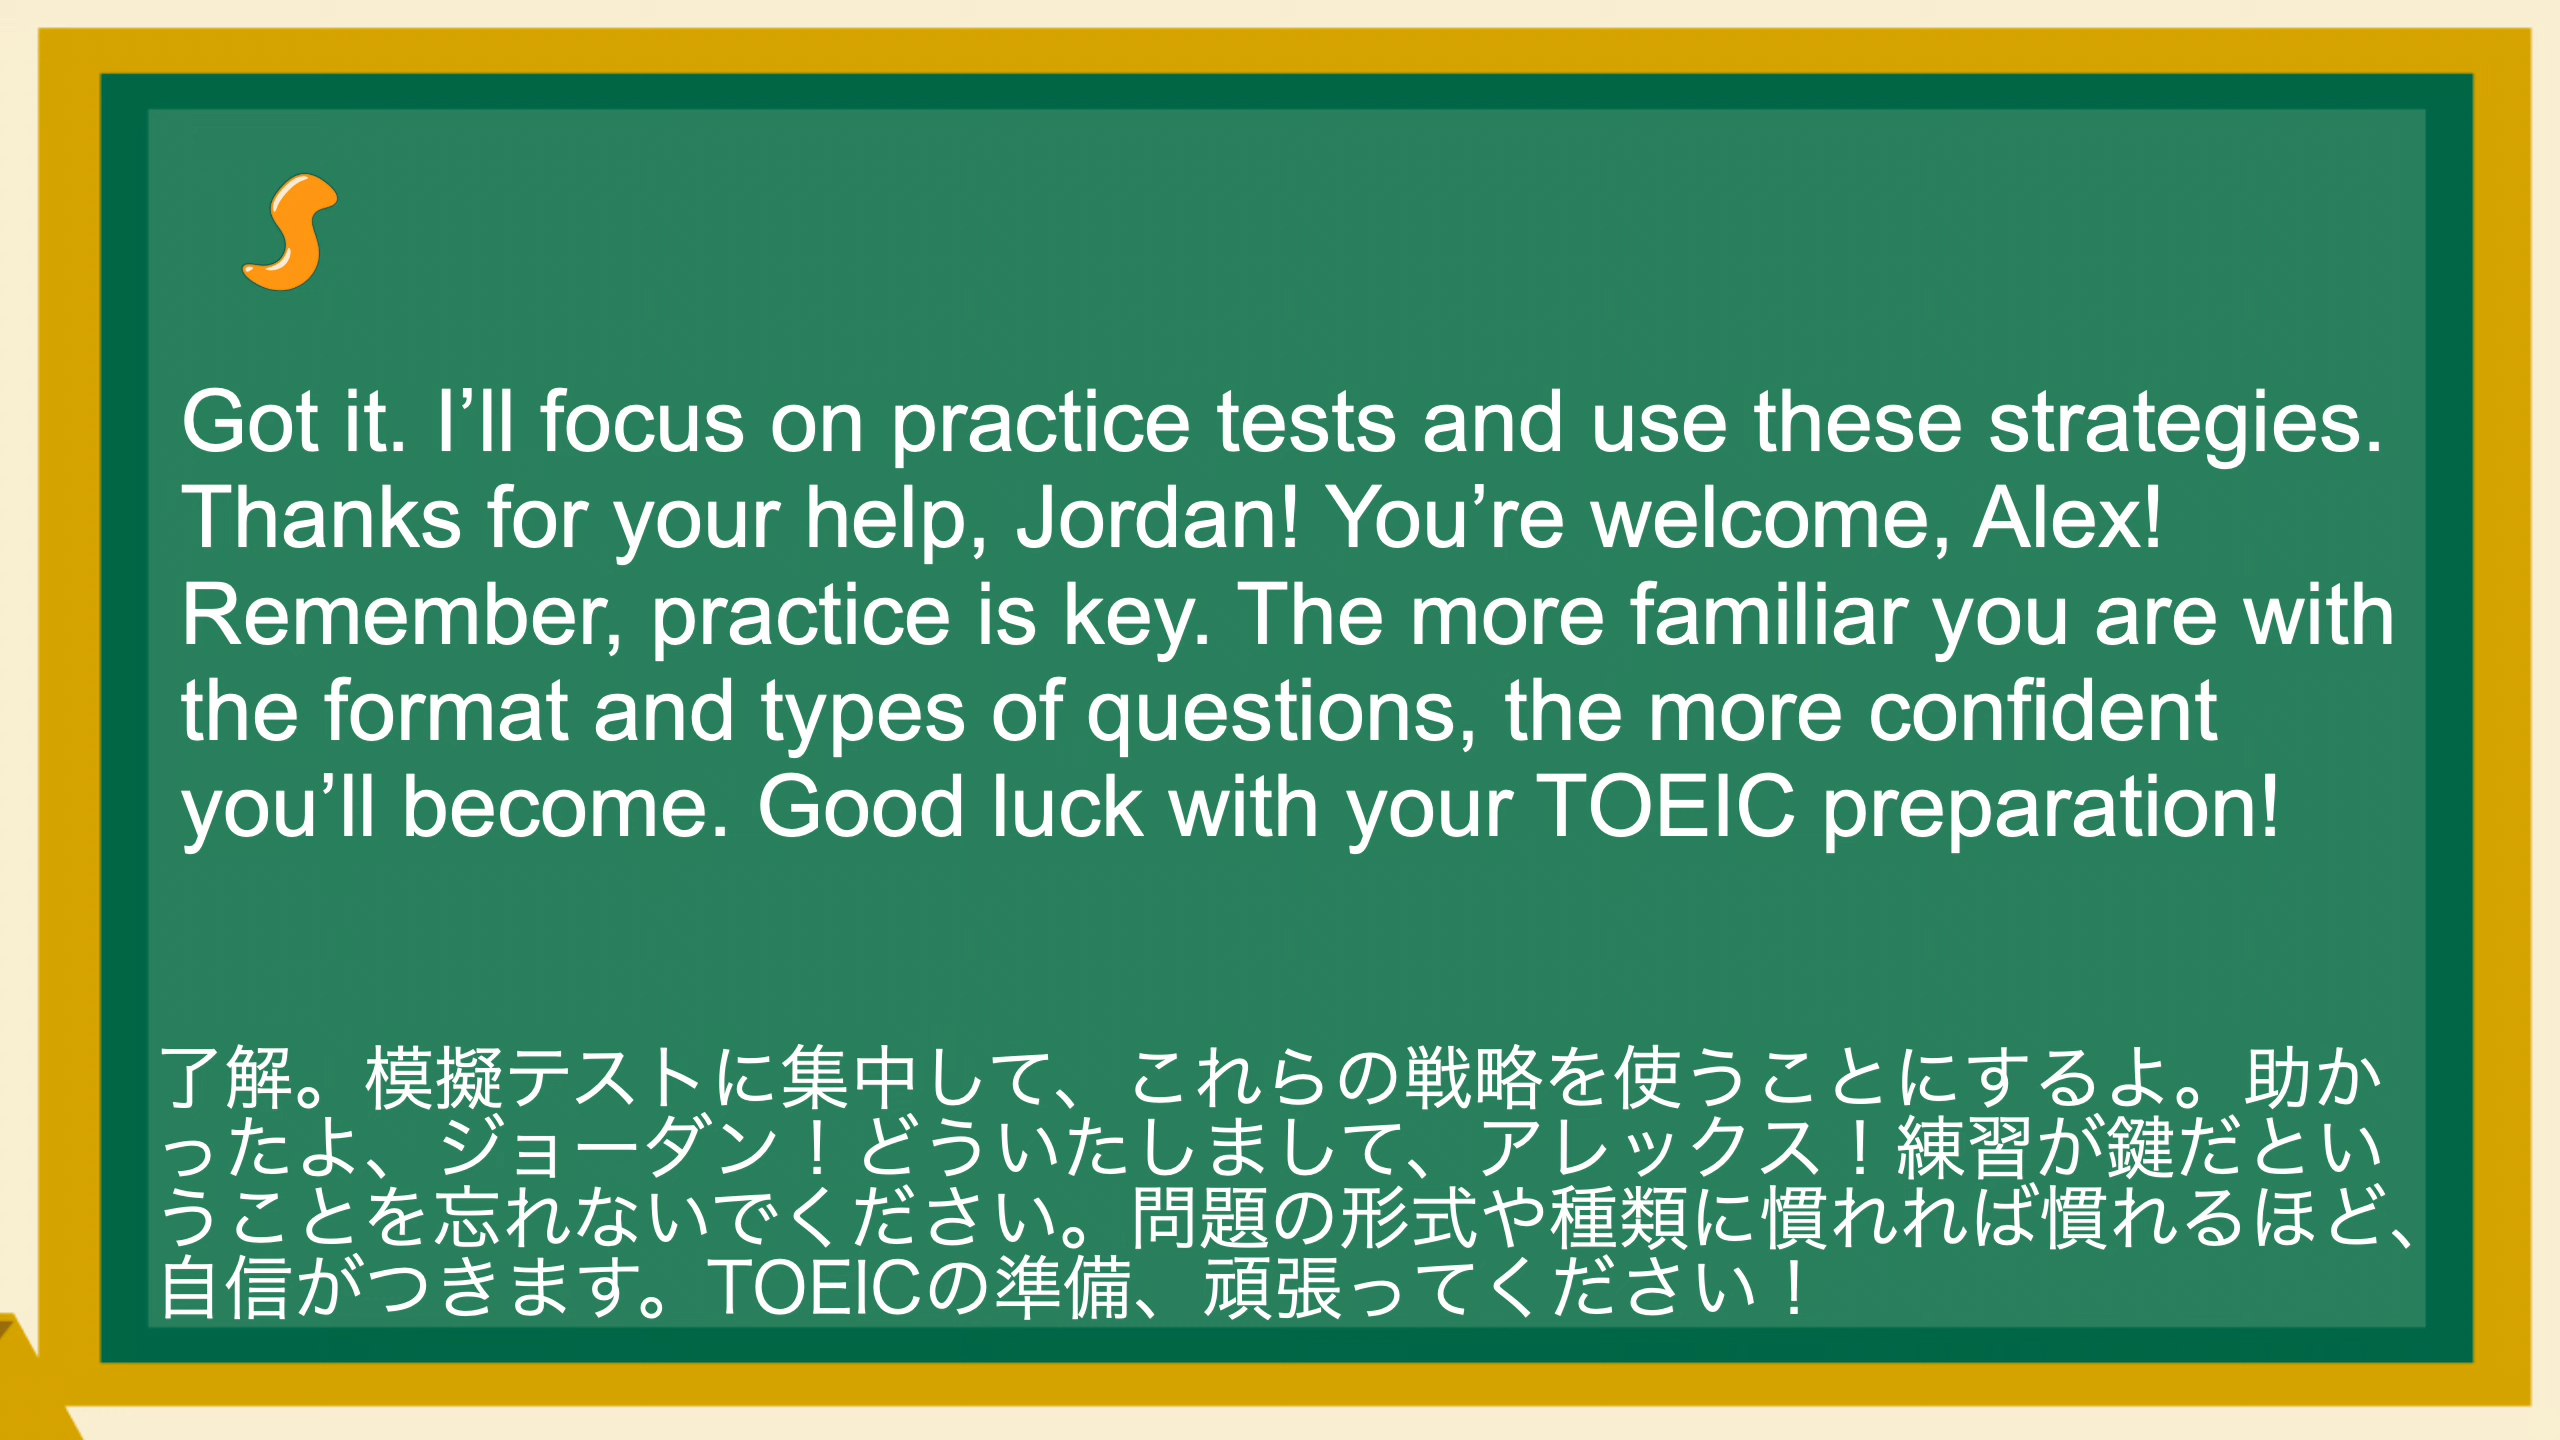 Got it. I’ll focus on practice tests and use these strategies.
Thanks for your help, Jordan! You’re welcome, Alex!
Remember, practice is key. The more familiar you are with
the format and types of questions, the more confident
you’ll become. Good luck with your TOEIC preparation!
了解。模擬テストに集中して、これらの戦略を使うことにするよ。助か
ったよ、ジョーダン！どういたしまして、アレックス！練習が鍵だとい
うことを忘れないでください。問題の形式や種類に慣れれば慣れるほど、
自信がつきます。TOEICの準備、頑張ってください！